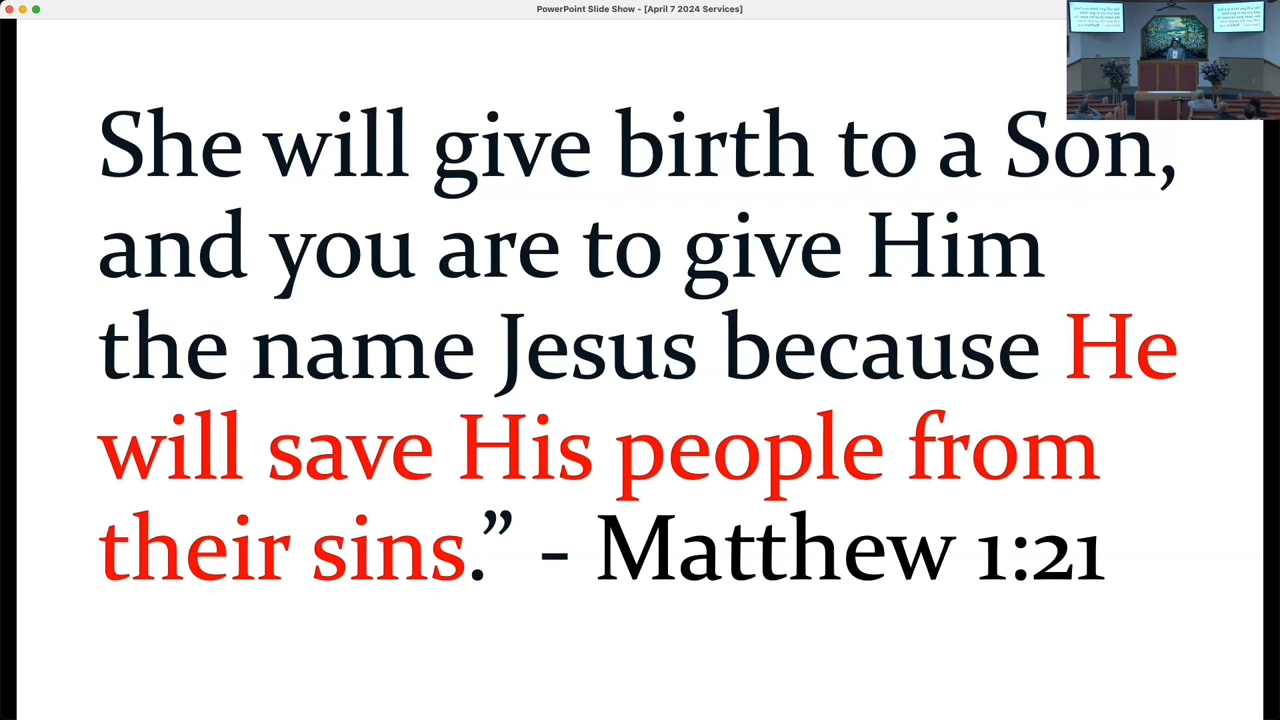 PowerPoint Slide Show - [April 7 2024 Services]
She will give birth to a Son,
and you are to give Him
the name Jesus because He
will save His people from
their sins.” - Matthew 1:21